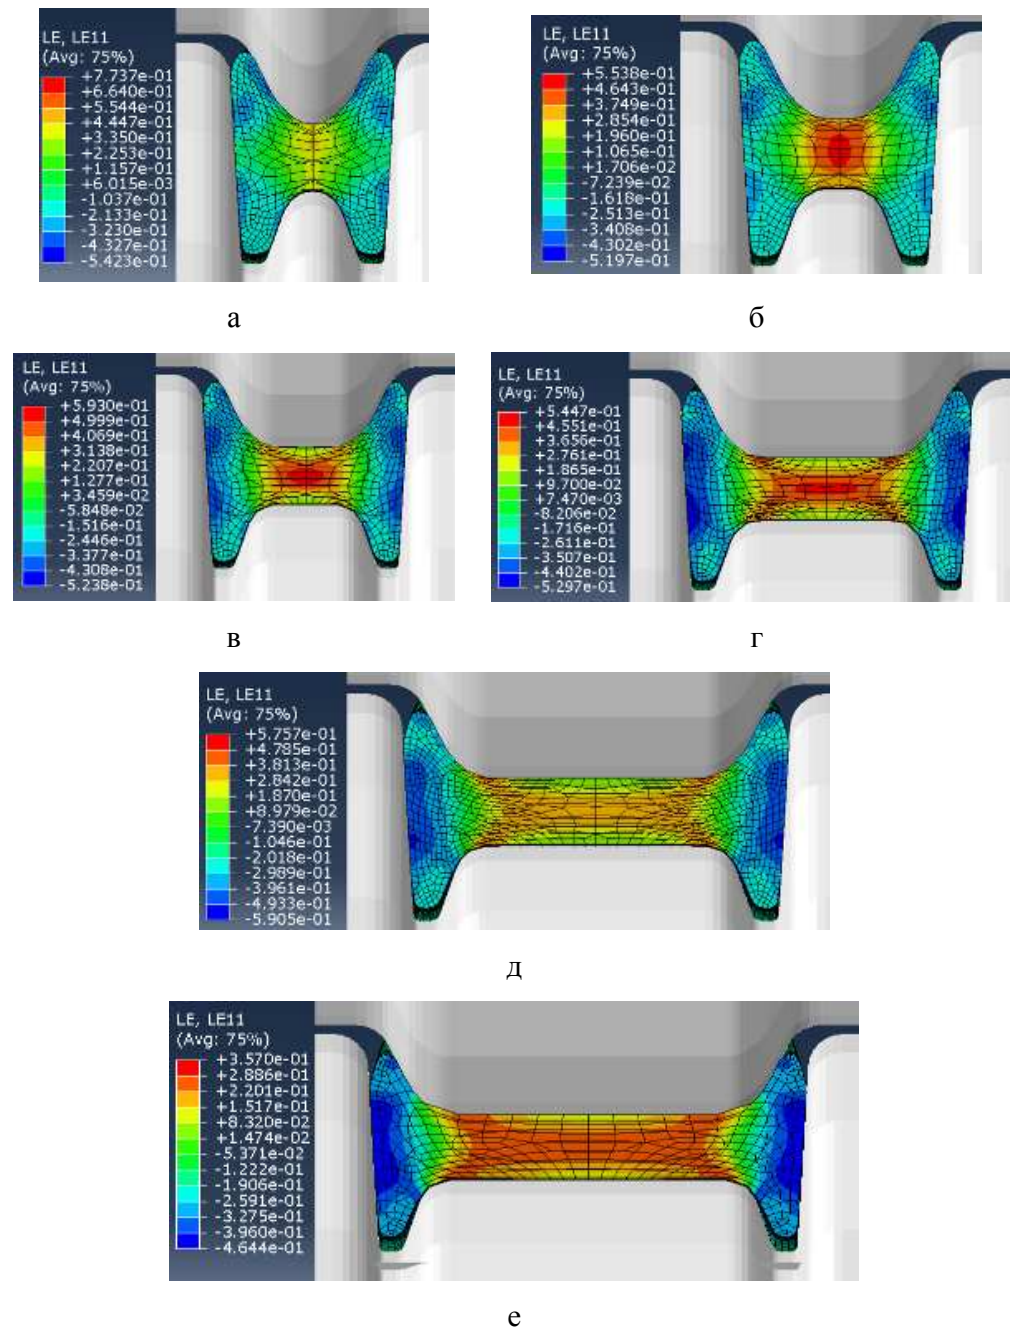 LE, LE11
(Avg: 75%)
+7.737e-01
+6.640e-01
+5.544e-01
+4.447e-01
+3.350e-01
+2.253e-01
+1.157e-01
+6.015e-03
-1.037e-01
-2.133e-01
-3.230e-01
-4.327e-01
-5.423e-01
а
LE, LE11
(Avg: 75%)
+5.538e-01
+4.643e-01
+3.749e-01
+2.854e-01
+1.960e-01
+1.065e-01
+1.706e-02
-7.239e-02
-1.618e-01
-2.513e-01
-3.408e-01
-4.302e-01
-5.197e-01
б
LE, LE11
(Avg: 75%)
+5.930e-01
+4.999e-01
+4.069e-01
+3.138e-01
+2.207e-01
+1.277e-01
+3.459e-02
-5.848e-02
-1.516e-01
-2.446e-01
-3.377e-01
-4.308e-01
-5.238e-01
в
LE, LE11
(Avg: 75%)
+5.447e-01
+4.551e-01
+3.656e-01
+2.761e-01
+1.865e-01
+9.700e-02
+7.470e-03
-8.206e-02
-1.716e-01
-2.611e-01
-3.507e-01
-4.402e-01
-5.297e-01
г
LE, LE11
(Avg: 75%)
+5.757e-01
+4.785e-01
+3.813e-01
+2.842e-01
+1.870e-01
+8.979e-02
-7.390e-03
-1.046e-01
-2.018e-01
-2.989e-01
-3.961e-01
-4.933e-01
-5.905e-01
д
LE, LE11
(Avg: 75%)
+3.570e-01
+2.886e-01
+2.201e-01
+1.517e-01
+8.320e-02
+1.474e-02
-5.371e-02
-1.222e-01
-1.906e-01
-2.591e-01
-3.275e-01
-3.960e-01
-4.644e-01
е